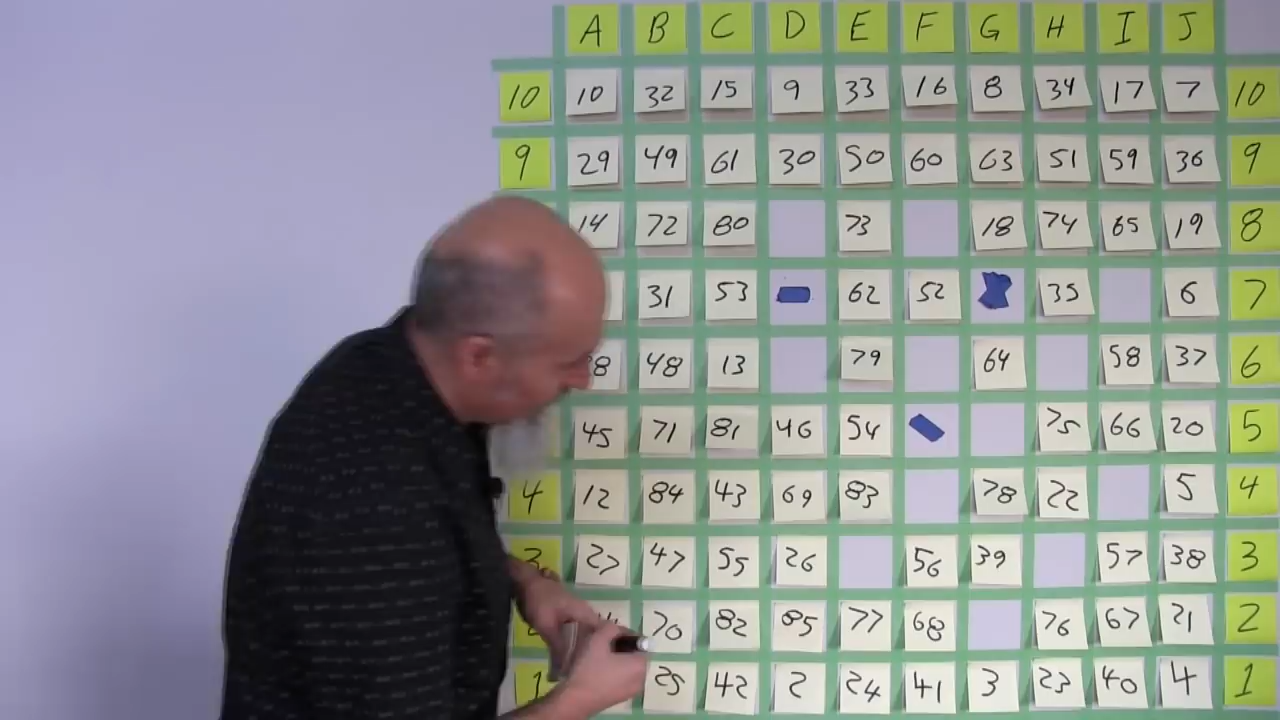 A B C D E F G H I J
10 10 32 15 9 33 16 8 34 17 7 10
9 29 49 61 30 50 60 63 51 59 36 9
14 72 80 73 18 74 65 19 8
31 53 62 52 35 6 7
48 13 79 64 58 37 6
45 71 81 46 54 75 66 20 5
4 12 84 43 69 83 78 22 5 4
3 27 47 55 26 56 39 57 38 3
70 82 85 77 68 76 67 21 2
1 25 42 2 24 41 3 23 40 4 1